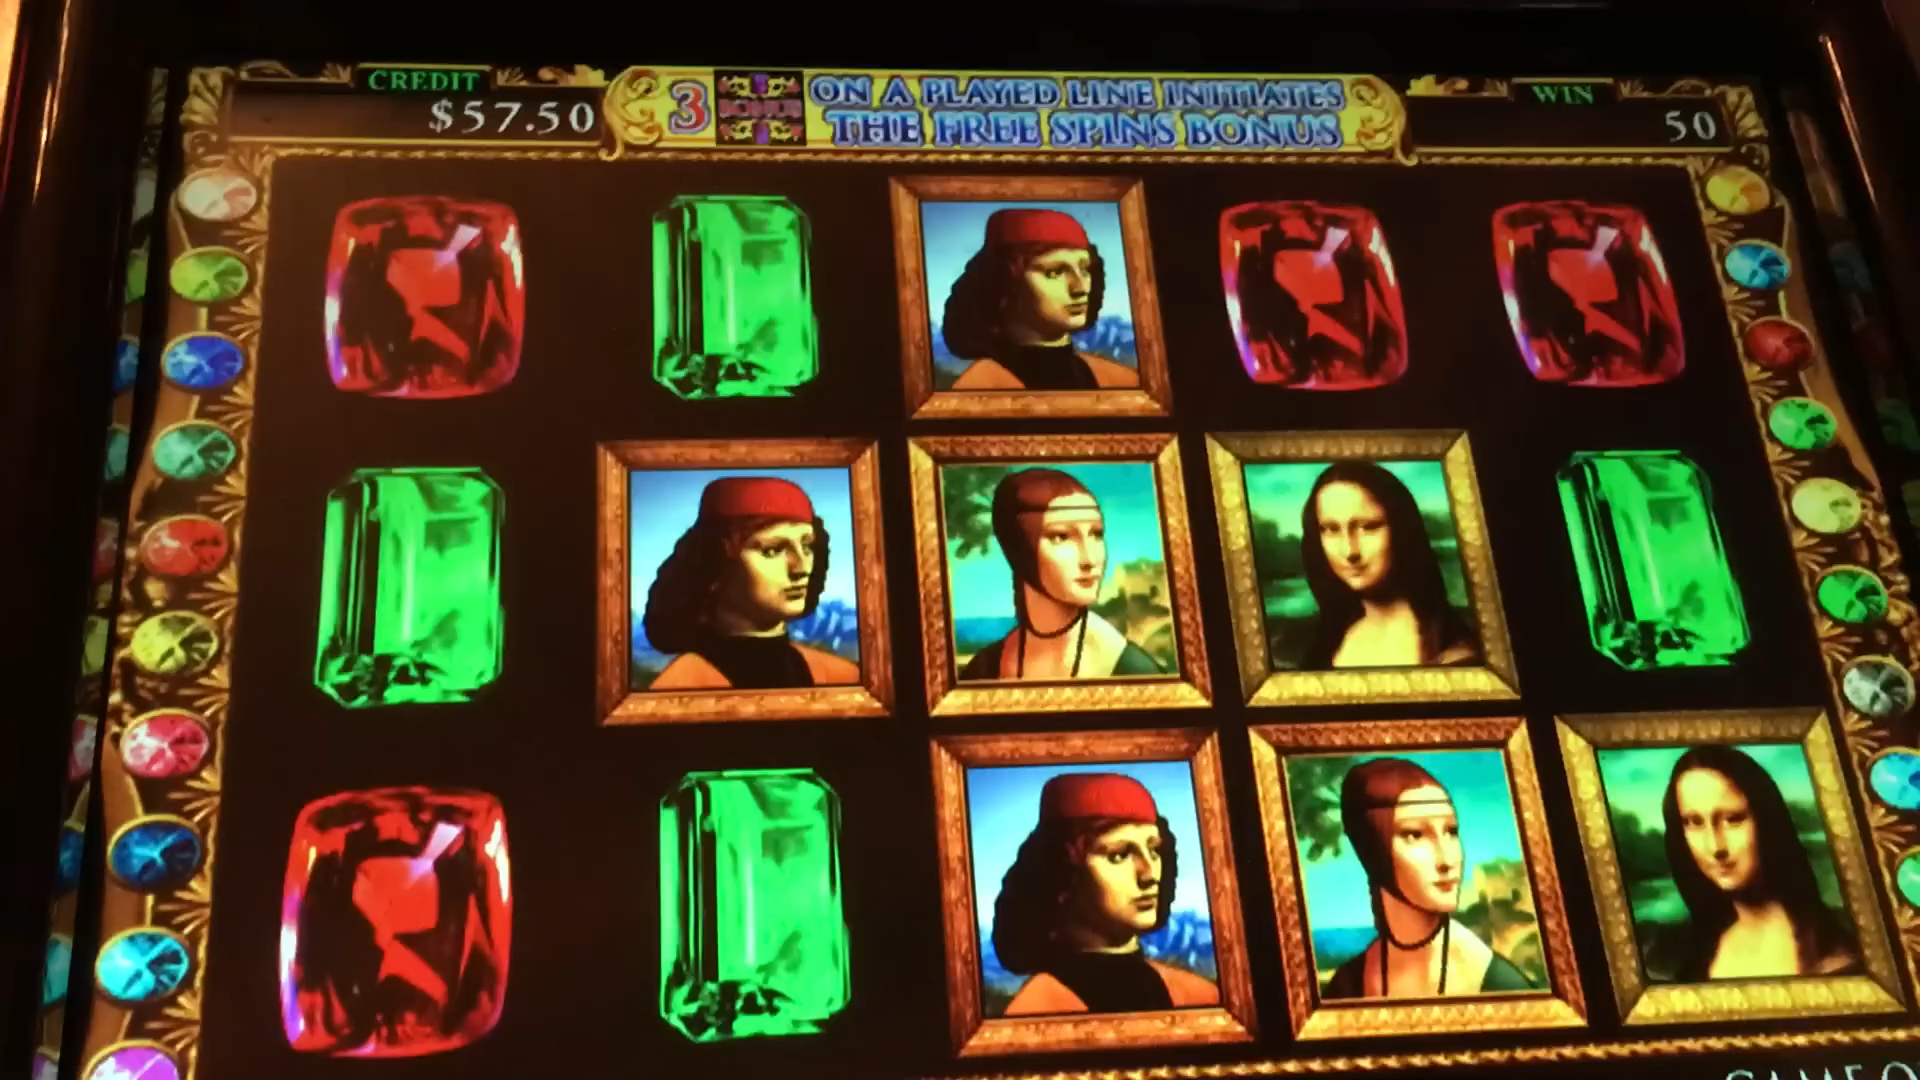 CREDIT
$57.50
3 BONUS ON A PLAYED LINE INITIATES
THE FREE SPINS BONUS
WIN
50